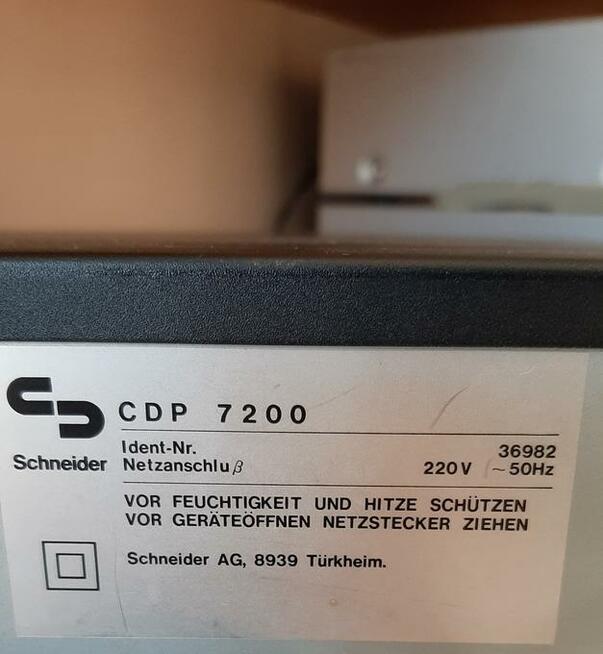 CDP 7200
Schneider
Ident-Nr. 36982
Netzanschluß 220V ~50Hz
VOR FEUCHTIGKEIT UND HITZE SCHÜTZEN
VOR GERÄTEÖFFNEN NETZSTECKER ZIEHEN
Schneider AG, 8939 Türkheim.